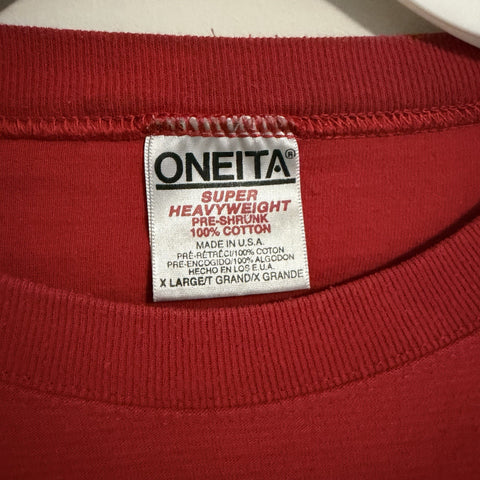 ONEITA®
SUPER
HEAVYWEIGHT
PRE-SHRUNK
100% COTTON
MADE IN U.S.A.
PRÉ-RÉTRÉCI/100% COTON
PRE-ENCOGIDO/100% COTON
HECHO EN LOS E.U.A.
X LARGE/T GRAND/X GRANDE